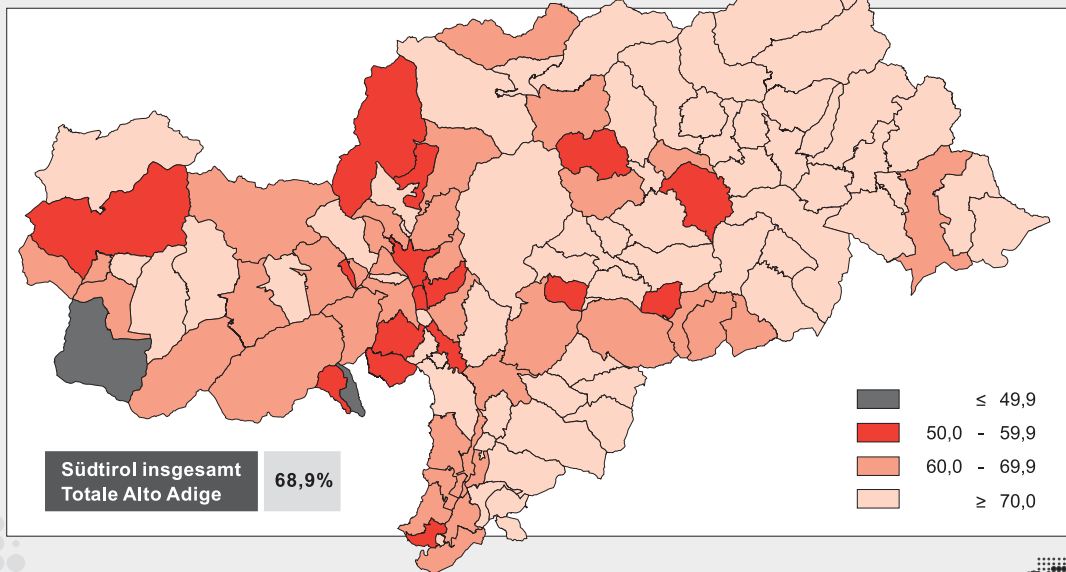 ≤ 49,9
50,0 - 59,9
60,0 - 69,9
≥ 70,0
Südtirol insgesamt
Totale Alto Adige
68,9%